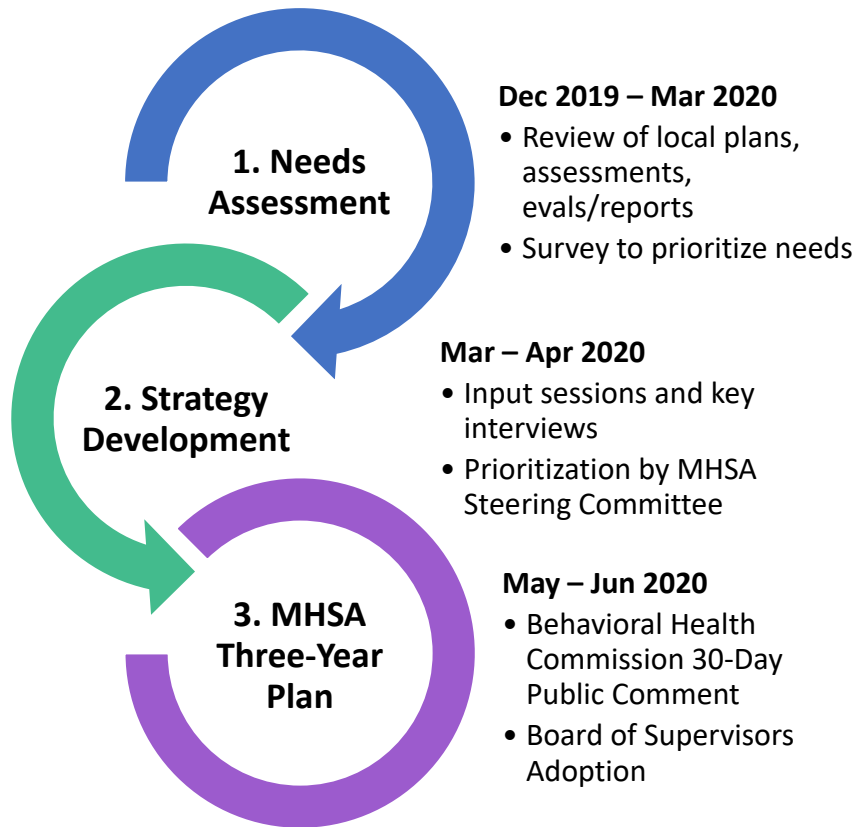 1. Needs
Assessment
Dec 2019 – Mar 2020
• Review of local plans,
assessments,
evals/reports
• Survey to prioritize needs
2. Strategy
Development
Mar – Apr 2020
• Input sessions and key
interviews
• Prioritization by MHSA
Steering Committee
3. MHSA
Three-Year
Plan
May – Jun 2020
• Behavioral Health
Commission 30-Day
Public Comment
• Board of Supervisors
Adoption